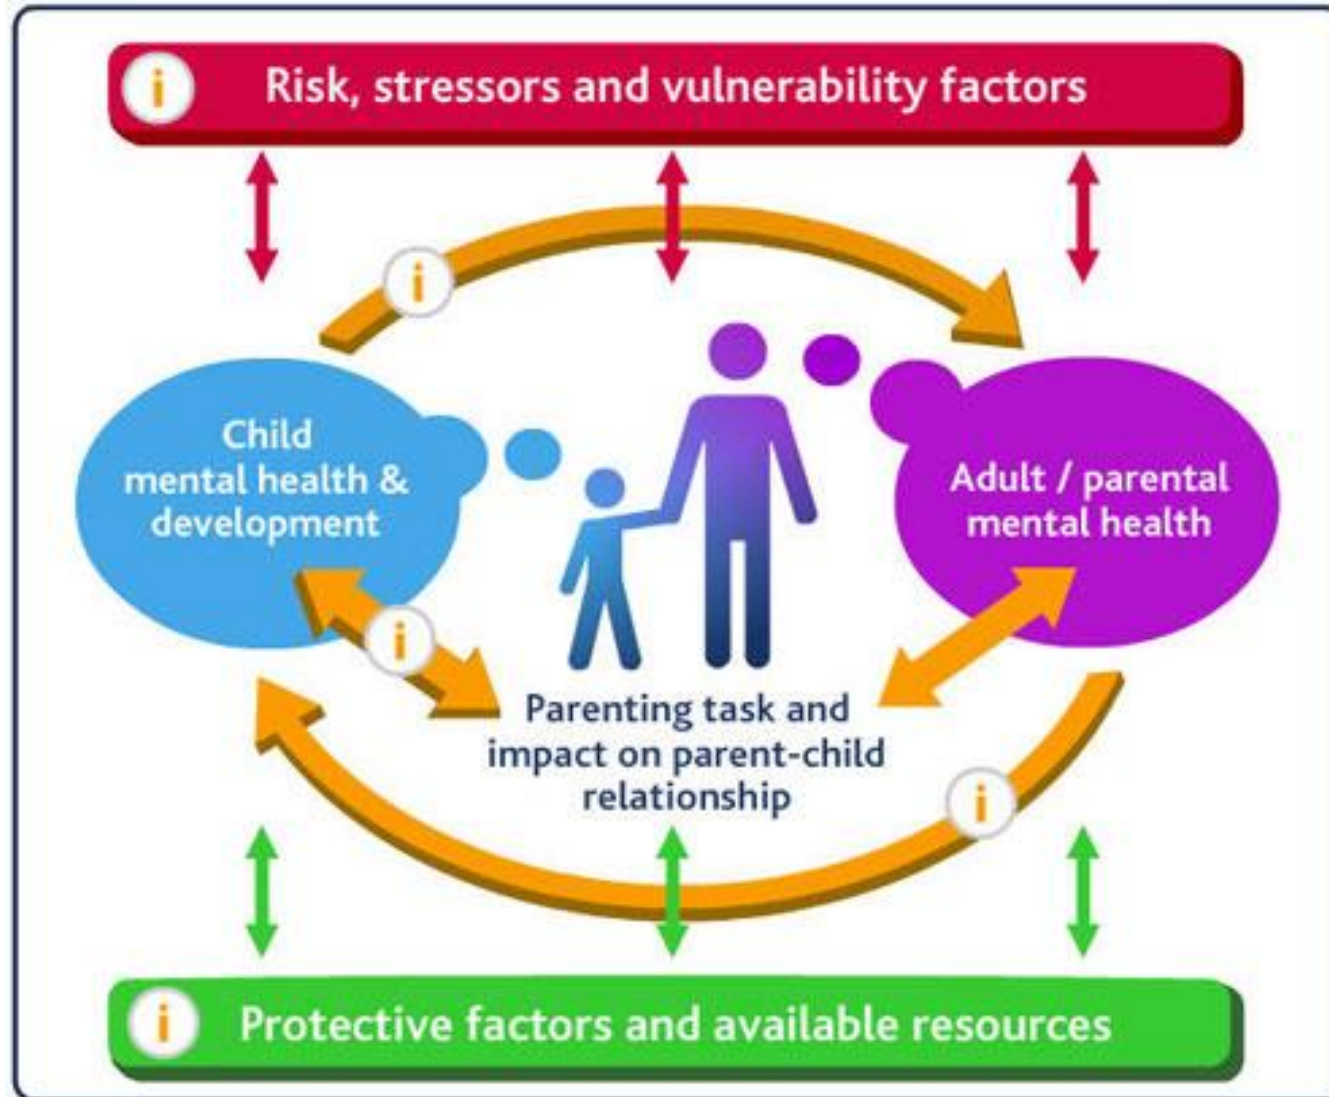 i
Risk, stressors and vulnerability factors
i
Child
mental health &
development
Adult / parental
mental health
i
Parenting task and
impact on parent-child
relationship
i
i
Protective factors and available resources